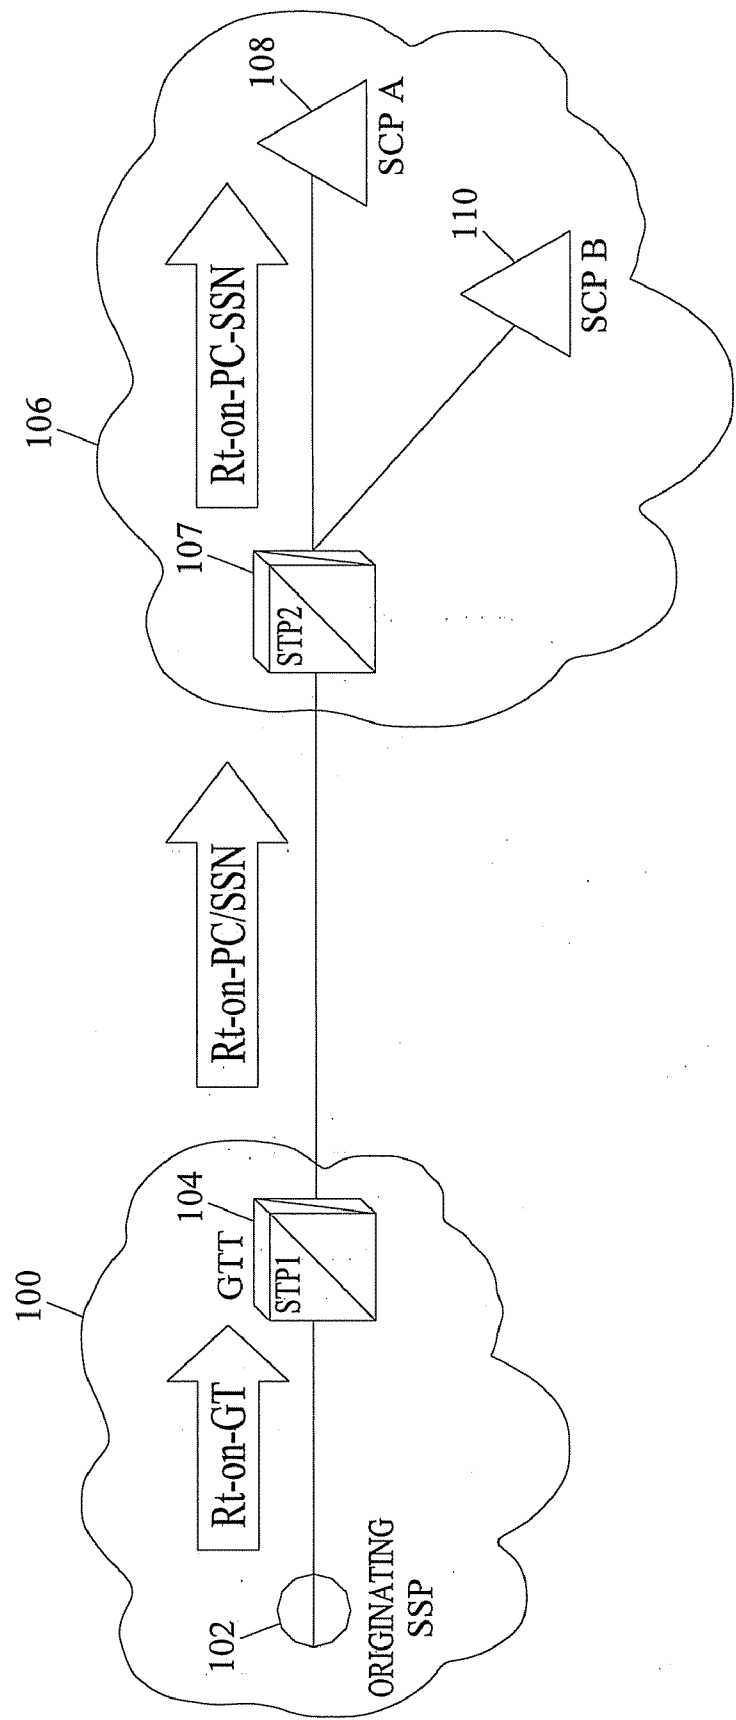 100
106
Rt-on-GT
GTT
104
Rt-on-PC/SSN
107
Rt-on-PC-SSN
108
STP1
STP2
SCP A
102
ORIGINATING
SSP
110
SCP B